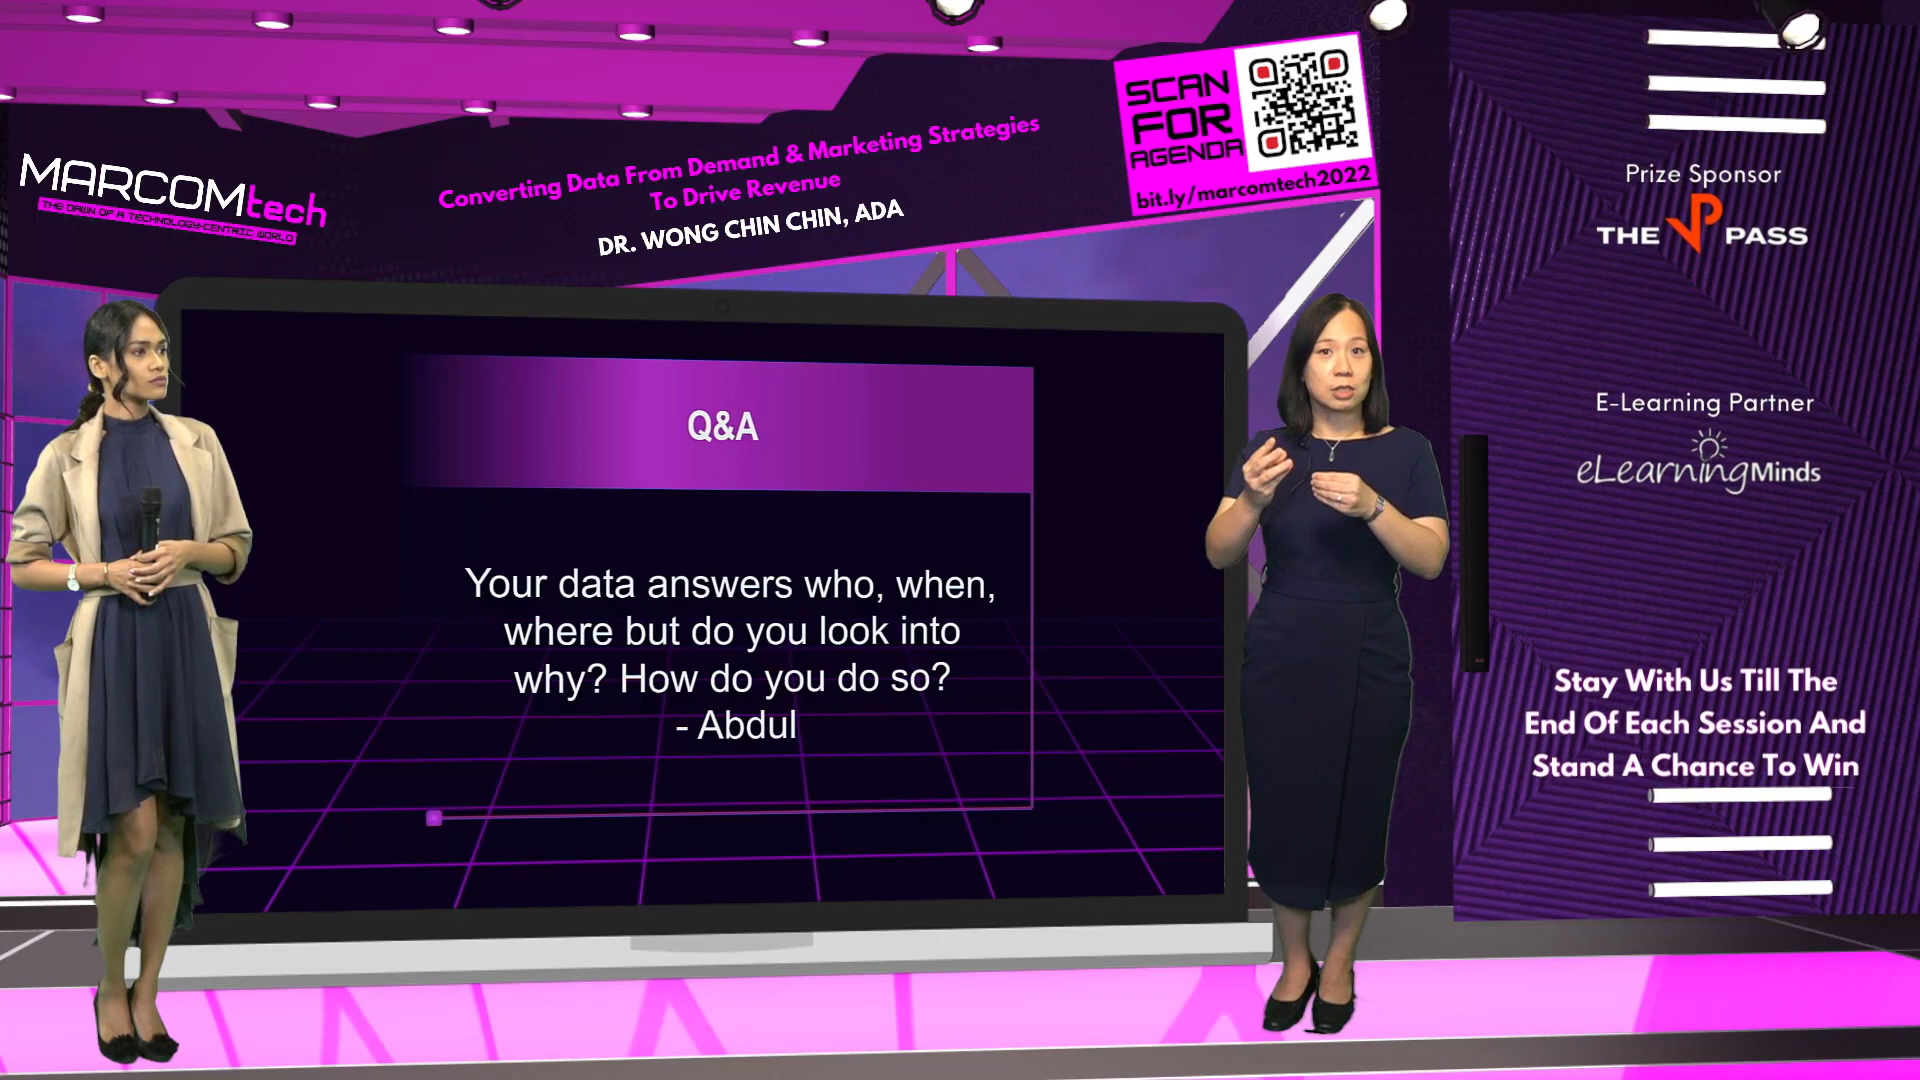 MARCOMtech
THE DAWN OF A TECHNOLOGY-CENTRIC WORLD
Converting Data From Demand & Marketing Strategies
To Drive Revenue
DR. WONG CHIN CHIN, ADA
SCAN
FOR
AGENDA
bit.ly/marcomtech2022
Q&A
Your data answers who, when,
where but do you look into
why? How do you do so?
- Abdul
Prize Sponsor
THE VP PASS
E-Learning Partner
eLearningMinds
Stay With Us Till The
End Of Each Session And
Stand A Chance To Win